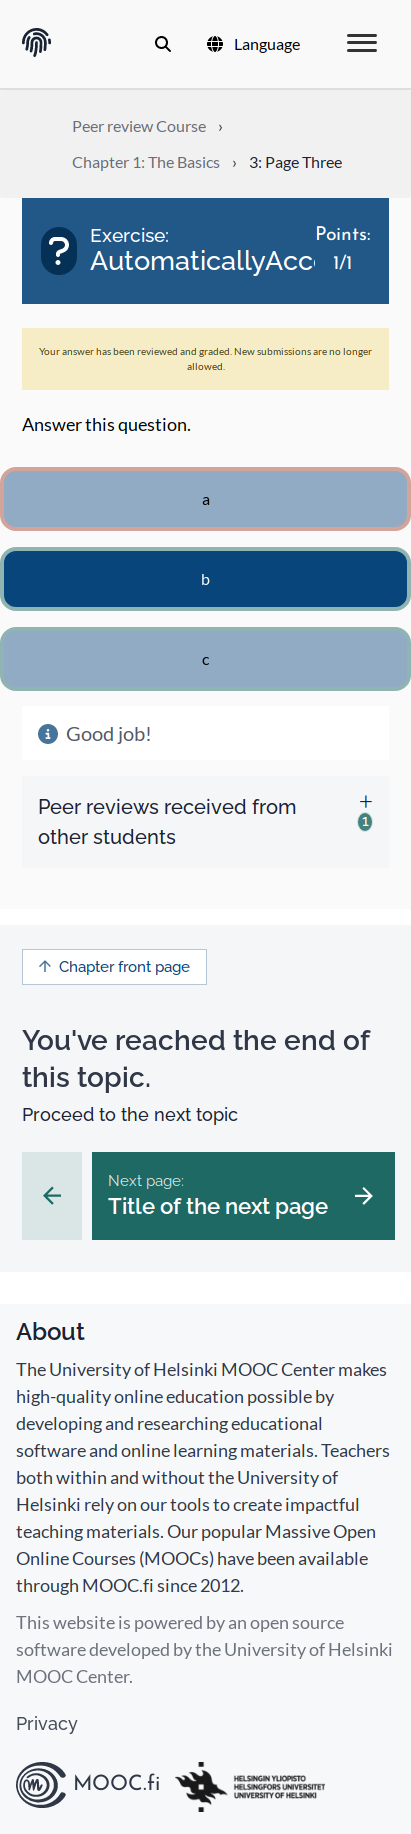 Language
Peer review Course ›
Chapter 1: The Basics › 3: Page Three
Exercise:
Points:
AutomaticallyAcc
1/1
Your answer has been reviewed and graded. New submissions are no longer
allowed.
Answer this question.
a
b
c
Good job!
Peer reviews received from
other students
1
Chapter front page
You've reached the end of
this topic.
Proceed to the next topic
Next page:
Title of the next page
About
The University of Helsinki MOOC Center makes
high-quality online education possible by
developing and researching educational
software and online learning materials. Teachers
both within and without the University of
Helsinki rely on our tools to create impactful
teaching materials. Our popular Massive Open
Online Courses (MOOCs) have been available
through MOOC.fi since 2012.
This website is powered by an open source
software developed by the University of Helsinki
MOOC Center.
Privacy
MOOC.fi
HELSINGIN YLIOPISTO
HELSINGFORS UNIVERSITET
UNIVERSITY OF HELSINKI